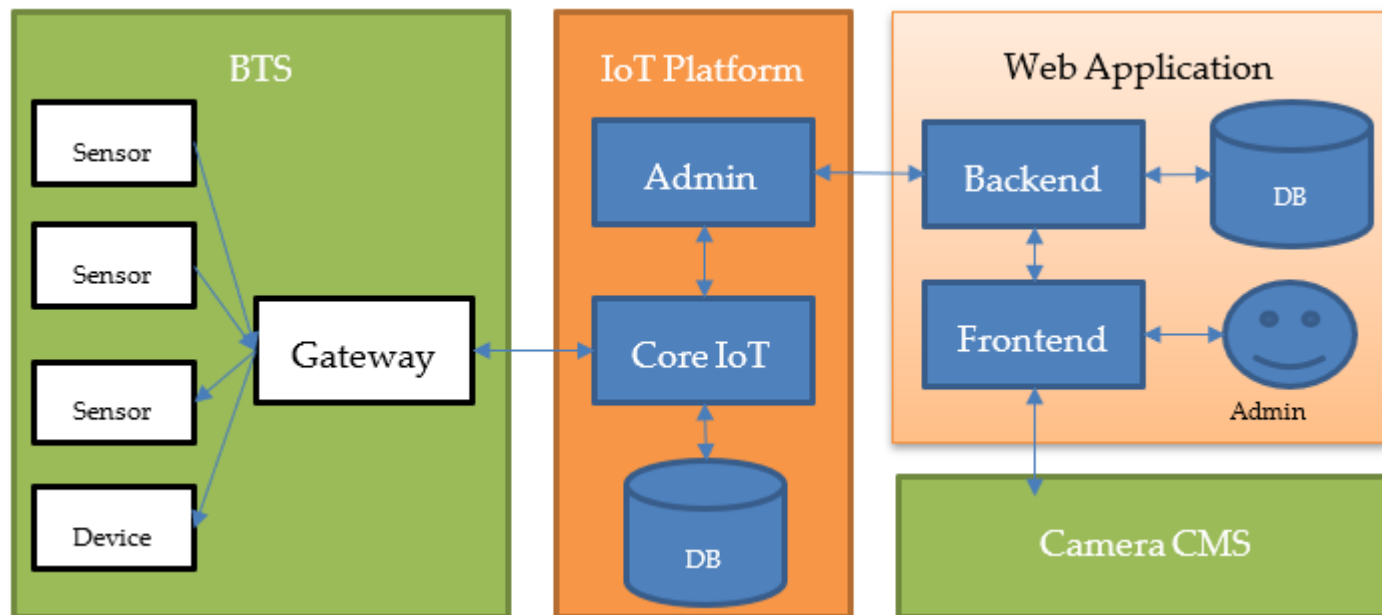 BTS
Sensor
Sensor
Sensor
Device
Gateway
IoT Platform
Admin
Core IoT
DB
Web Application
Backend
DB
Frontend
Admin
Camera CMS